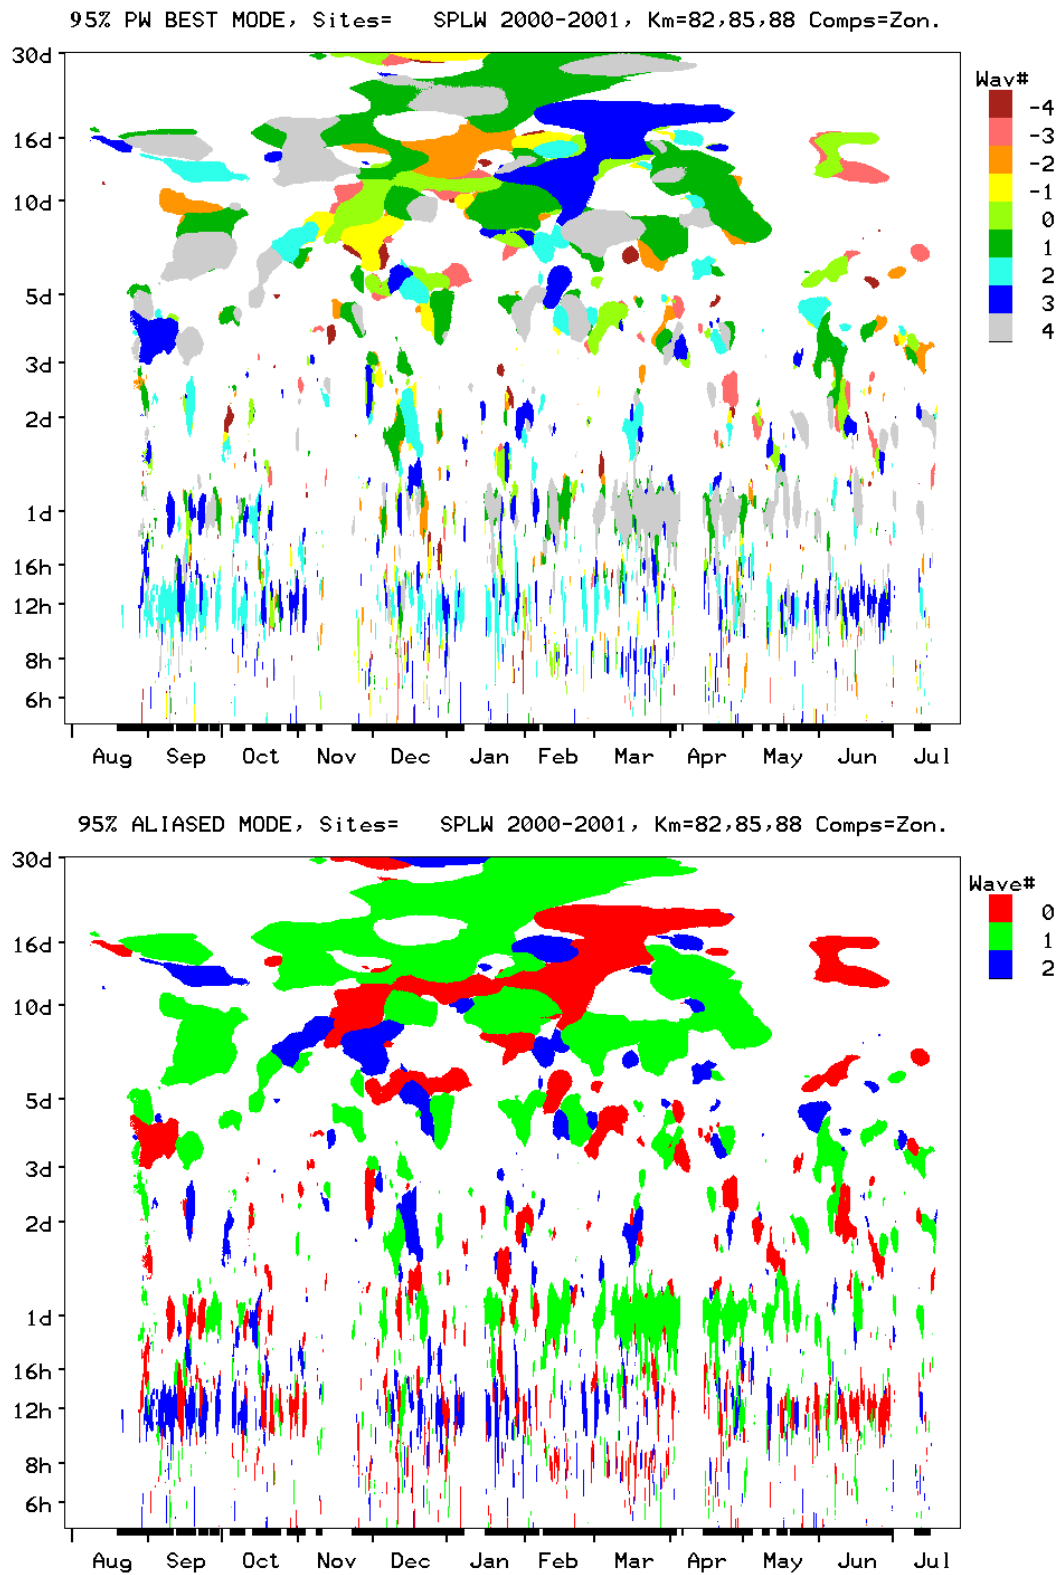 95% PW BEST MODE, Sites= SPLW 2000-2001, Km=82,85,88 Comps=Zon.
30d
16d
10d
5d
3d
2d
1d
16h
12h
8h
6h
Wav#
-4
-3
-2
-1
0
1
2
3
4
Aug Sep Oct Nov Dec Jan Feb Mar Apr May Jun Jul
95% ALIASED MODE, Sites= SPLW 2000-2001, Km=82,85,88 Comps=Zon.
30d
16d
10d
5d
3d
2d
1d
16h
12h
8h
6h
Wave#
0
1
2
Aug Sep Oct Nov Dec Jan Feb Mar Apr May Jun Jul